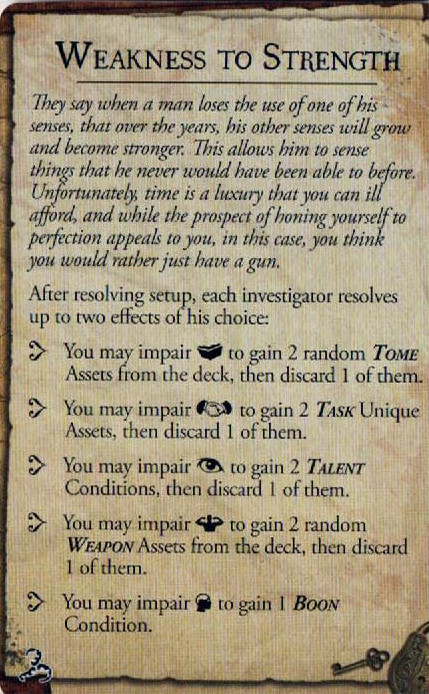 WEAKNESS TO STRENGTH
They say when a man loses the use of one of his
senses, that over the years, his other senses will grow
and become stronger. This allows him to sense
things that he never would have been able to before.
Unfortunately, time is a luxury that you can ill
afford, and while the prospect of honing yourself to
perfection appeals to you, in this case, you think
you would rather just have a gun.
After resolving setup, each investigator resolves
up to two effects of his choice:
You may impair to gain 2 random TOME
Assets from the deck, then discard 1 of them.
You may impair to gain 2 TASK Unique
Assets, then discard 1 of them.
You may impair to gain 2 TALENT
Conditions, then discard 1 of them.
You may impair to gain 2 random
WEAPON Assets from the deck, then discard
1 of them.
You may impair to gain 1 BOON
Condition.